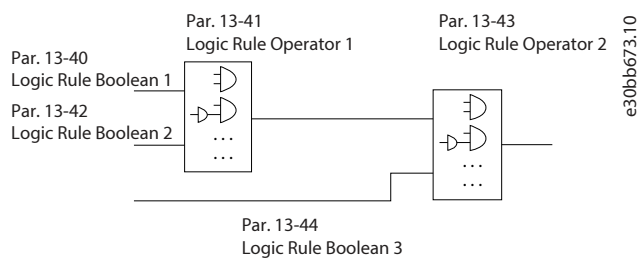 Par. 13-41
Logic Rule Operator 1
Par. 13-43
Logic Rule Operator 2
Par. 13-40
Logic Rule Boolean 1
Par. 13-42
Logic Rule Boolean 2
. . .
. . .
. . .
. . .
Par. 13-44
Logic Rule Boolean 3
e30bb673.10